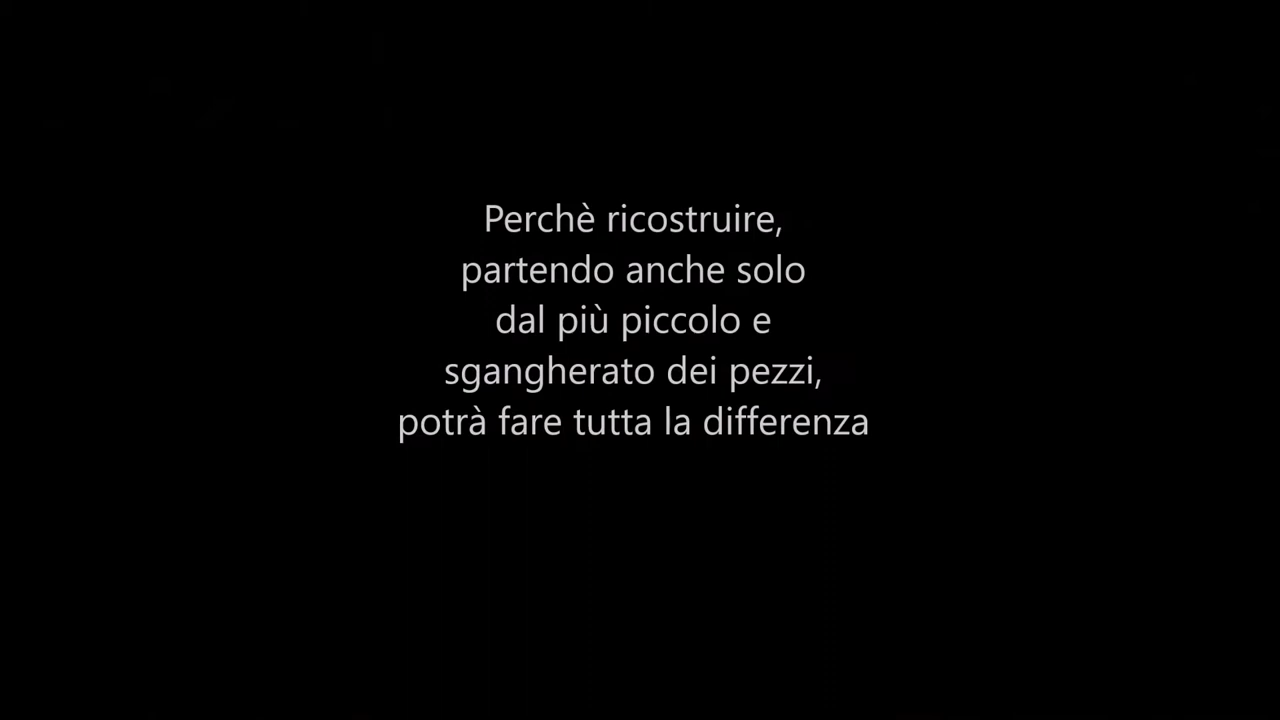 Perchè ricostruire,
partendo anche solo
dal più piccolo e
sgangherato dei pezzi,
potrà fare tutta la differenza